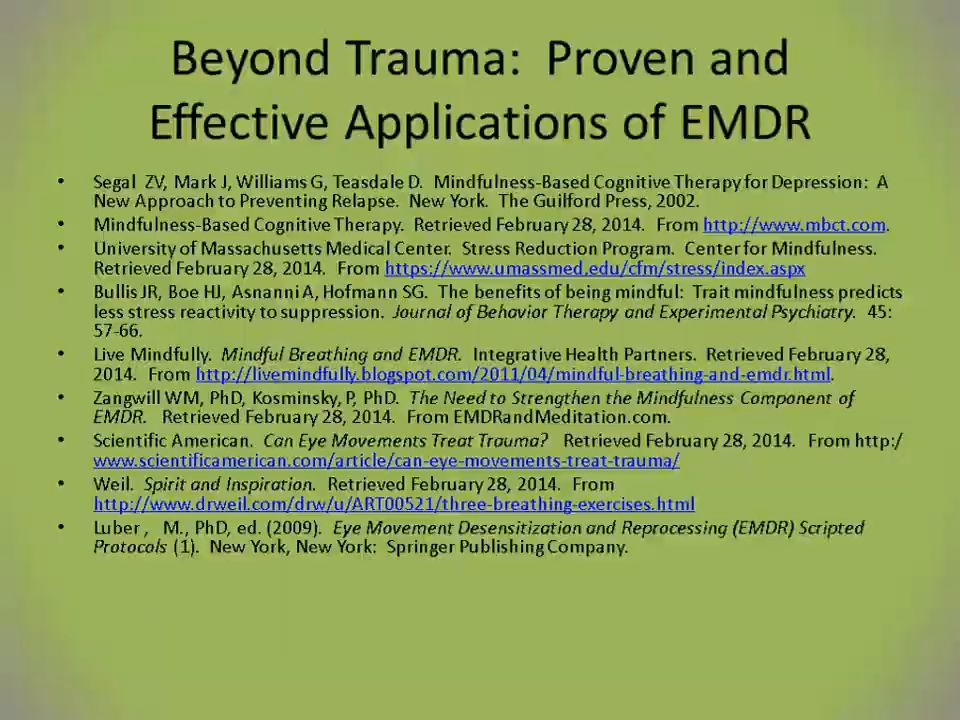 Beyond Trauma:  Proven and
Effective Applications of EMDR
• Segal  ZV, Mark J, Williams G, Teasdale D.  Mindfulness-Based Cognitive Therapy for Depression:  A
New Approach to Preventing Relapse.  New York.  The Guilford Press, 2002.
• Mindfulness-Based Cognitive Therapy.  Retrieved February 28, 2014.  From http://www.mbct.com.
• University of Massachusetts Medical Center.  Stress Reduction Program.  Center for Mindfulness.
Retrieved February 28, 2014.  From https://www.umassmed.edu/cfm/stress/index.aspx
• Bullis JR, Boe HJ, Asnanni A, Hofmann SG.  The benefits of being mindful:  Trait mindfulness predicts
less stress reactivity to suppression.  Journal of Behavior Therapy and Experimental Psychiatry.  45:
57-66.
• Live Mindfully.  Mindful Breathing and EMDR.  Integrative Health Partners.  Retrieved February 28,
2014.  From http://livemindfully.blogspot.com/2011/04/mindful-breathing-and-emdr.html.
• Zangwill WM, PhD, Kosminsky, P, PhD.  The Need to Strengthen the Mindfulness Component of
EMDR.  Retrieved February 28, 2014.  From EMDRandMeditation.com.
• Scientific American.  Can Eye Movements Treat Trauma?  Retrieved February 28, 2014.  From http:/
www.scientificamerican.com/article/can-eye-movements-treat-trauma/
• Weil.  Spirit and Inspiration.  Retrieved February 28, 2014.  From
http://www.drweil.com/drw/u/ART00521/three-breathing-exercises.html
• Luber ,  M., PhD, ed. (2009).  Eye Movement Desensitization and Reprocessing (EMDR) Scripted
Protocols (1).  New York, New York:  Springer Publishing Company.